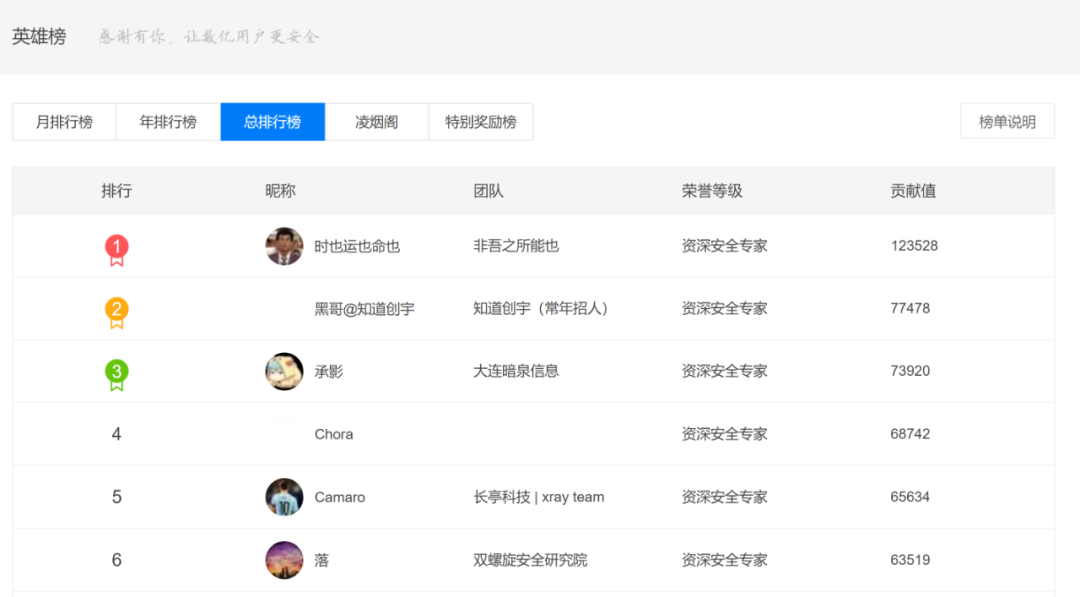 英雄榜 感谢有你，让数亿用户更安全
月排行榜 年排行榜 总排行榜 凌烟阁 特别奖励榜 榜单说明
排行 昵称 团队 荣誉等级 贡献值
1 时也运也命也 非吾之所能也 资深安全专家 123528
2 黑哥@知道创宇 知道创宇（常年招人） 资深安全专家 77478
3 承影 大连暗泉信息 资深安全专家 73920
4 Chora 资深安全专家 68742
5 Camaro 长亭科技 | xray team 资深安全专家 65634
6 落 双螺旋安全研究院 资深安全专家 63519